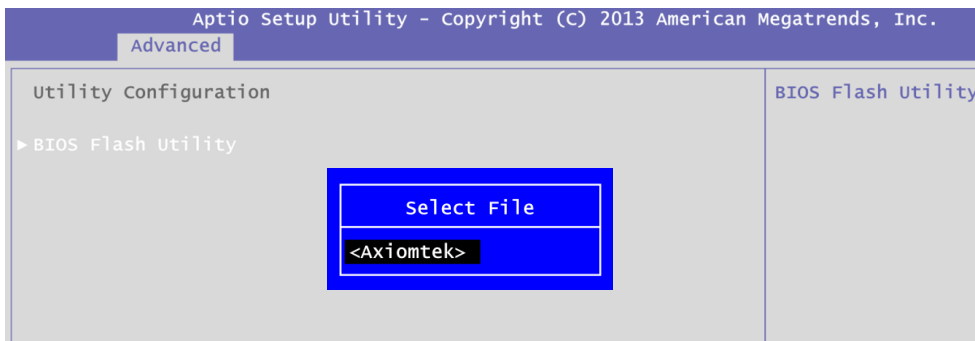 Aptio Setup Utility - Copyright (C) 2013 American Megatrends, Inc.
Advanced
Utility Configuration
BIOS Flash Utility
►BIOS Flash Utility
Select File
<Axiomtek>